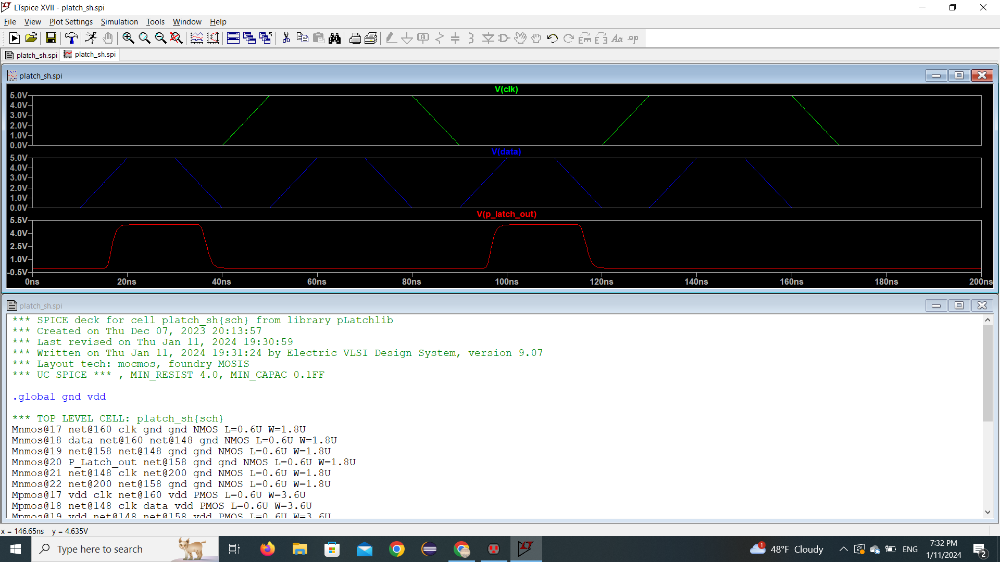 LTspice XVII - platch_sh.spi
File View Plot Settings Simulation Tools Window Help
platch_sh.spi platch_sh.spi
platch_sh.spi
V(clk)
5.0V
4.0V
3.0V
2.0V
1.0V
0.0V
V(data)
5.0V
4.0V
3.0V
2.0V
1.0V
0.0V
V(p_latch_out)
5.5V
4.0V
2.5V
1.0V
-0.5V
0ns 20ns 40ns 60ns 80ns 100ns 120ns 140ns 160ns 180ns 200ns
platch_sh.spi
*** SPICE deck for cell platch_sh{sch} from library pLatchlib
*** Created on Thu Dec 07, 2023 20:13:57
*** Last revised on Thu Jan 11, 2024 19:30:59
*** Written on Thu Jan 11, 2024 19:31:24 by Electric VLSI Design System, version 9.07
*** Layout tech: mocmos, foundry MOSIS
*** UC SPICE *** , MIN_RESIST 4.0, MIN_CAPAC 0.1FF
.global gnd vdd
*** TOP LEVEL CELL: platch_sh{sch}
Mnmos@17 net@160 clk gnd gnd NMOS L=0.6U W=1.8U
Mnmos@18 data net@160 net@148 gnd NMOS L=0.6U W=1.8U
Mnmos@19 net@158 net@148 gnd gnd NMOS L=0.6U W=1.8U
Mnmos@20 P_Latch_out net@158 gnd gnd NMOS L=0.6U W=1.8U
Mnmos@21 net@148 clk net@200 gnd NMOS L=0.6U W=1.8U
Mnmos@22 net@200 net@158 gnd gnd NMOS L=0.6U W=1.8U
Mpmos@17 vdd clk net@160 vdd PMOS L=0.6U W=3.6U
Mpmos@18 net@148 clk data vdd PMOS L=0.6U W=3.6U
Mpmos@19 vdd net@148 net@158 vdd PMOS L=0.6U W=3.6U
x = 146.65ns y = 4.635V
Type here to search
1
48°F Cloudy
ENG
7:32 PM
1/11/2024
2